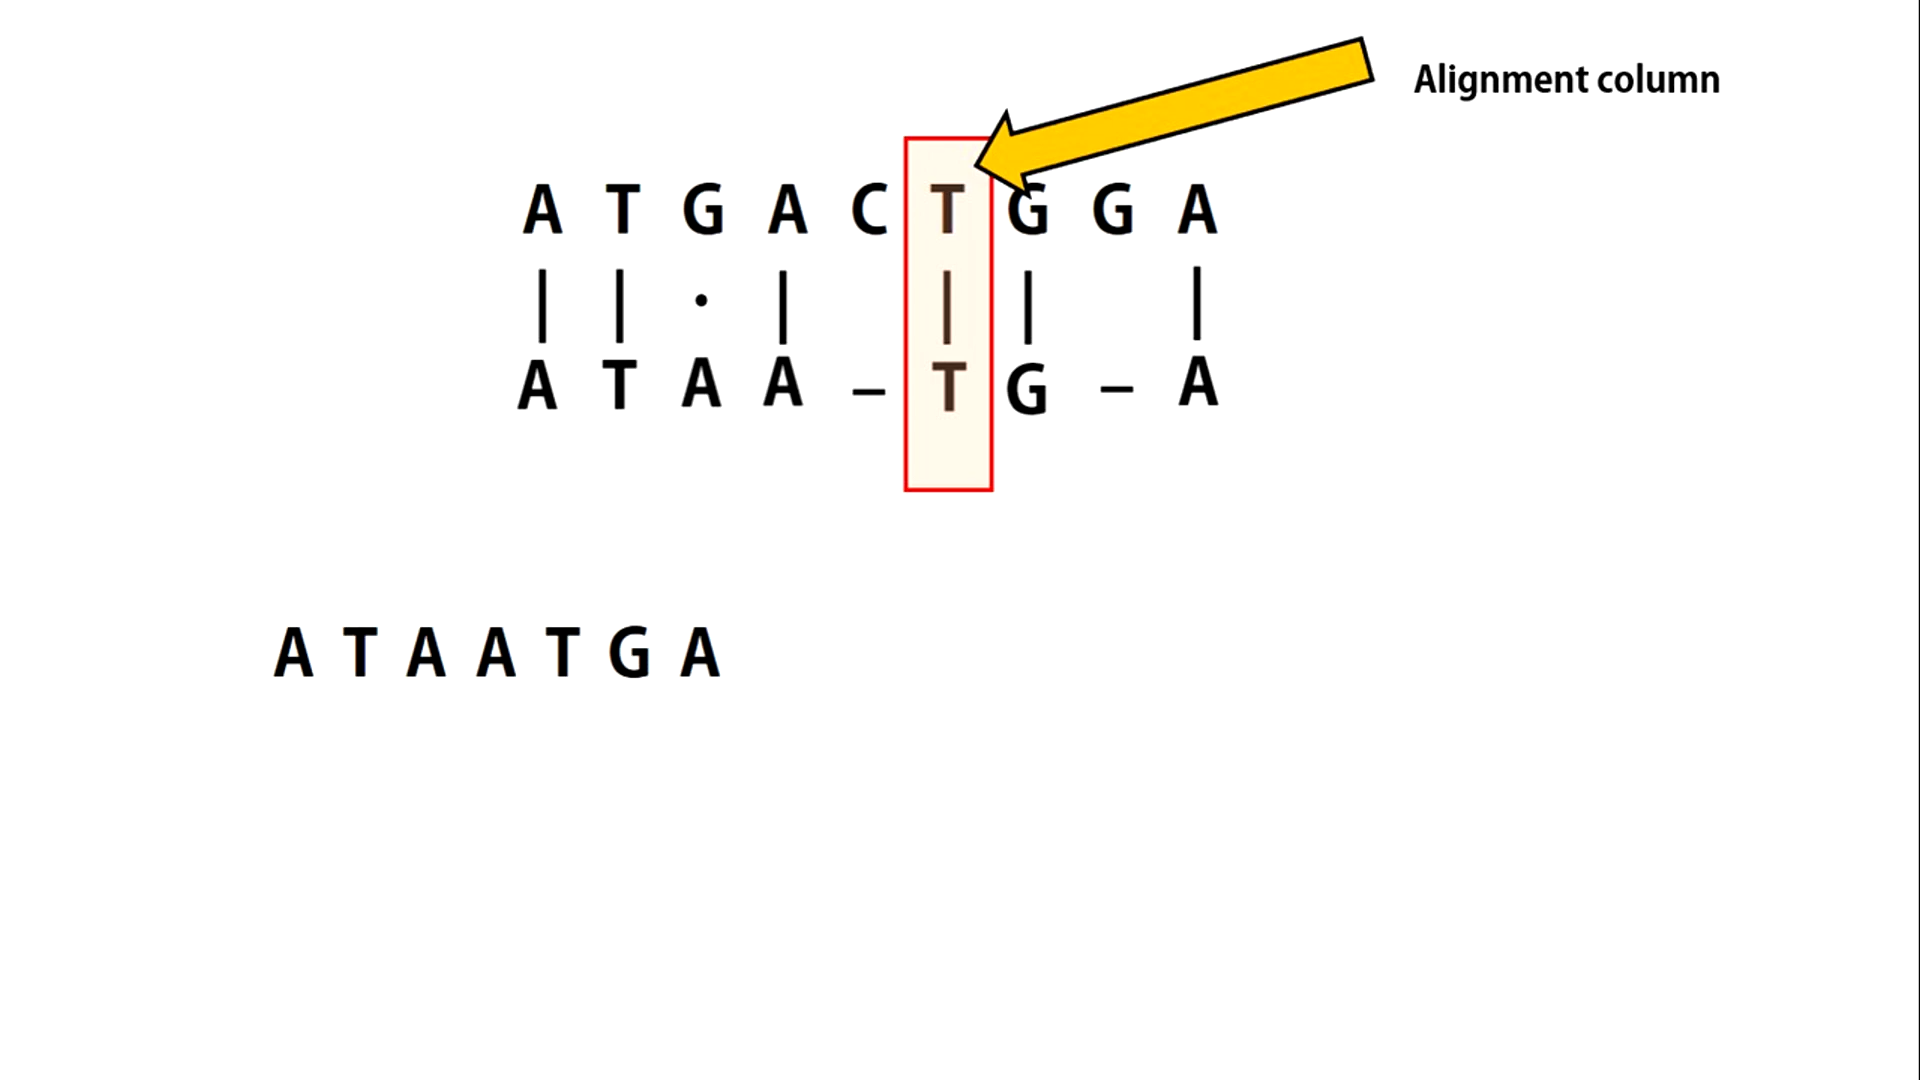 Alignment column
A T G A C T G G A
| | · | | | |
A T A A – T G – A
A T A A T G A